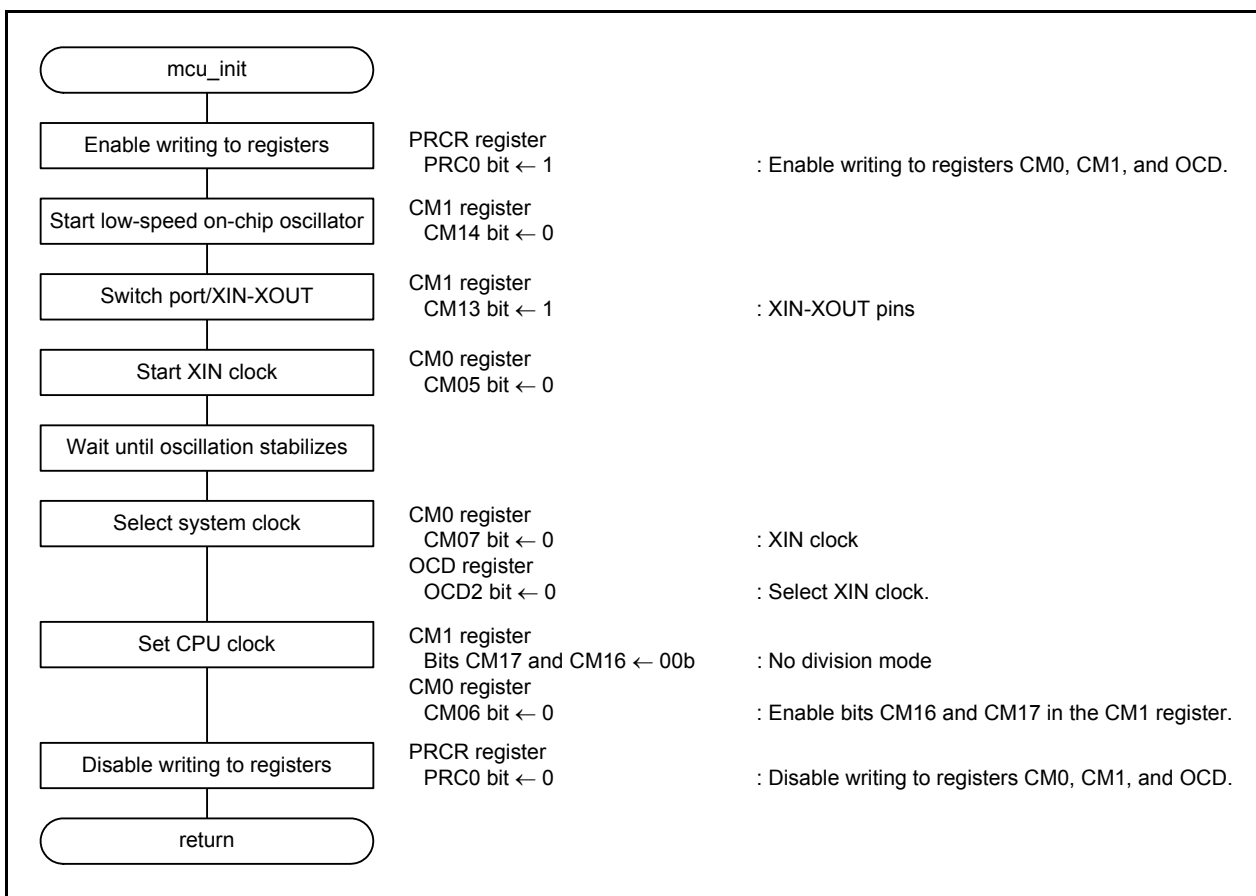 mcu_init
Enable writing to registers
PRCR register
PRC0 bit ← 1 : Enable writing to registers CM0, CM1, and OCD.
Start low-speed on-chip oscillator
CM1 register
CM14 bit ← 0
Switch port/XIN-XOUT
CM1 register
CM13 bit ← 1 : XIN-XOUT pins
Start XIN clock
CM0 register
CM05 bit ← 0
Wait until oscillation stabilizes
Select system clock
CM0 register
CM07 bit ← 0 : XIN clock
OCD register
OCD2 bit ← 0 : Select XIN clock.
Set CPU clock
CM1 register
Bits CM17 and CM16 ← 00b : No division mode
CM0 register
CM06 bit ← 0 : Enable bits CM16 and CM17 in the CM1 register.
Disable writing to registers
PRCR register
PRC0 bit ← 0 : Disable writing to registers CM0, CM1, and OCD.
return